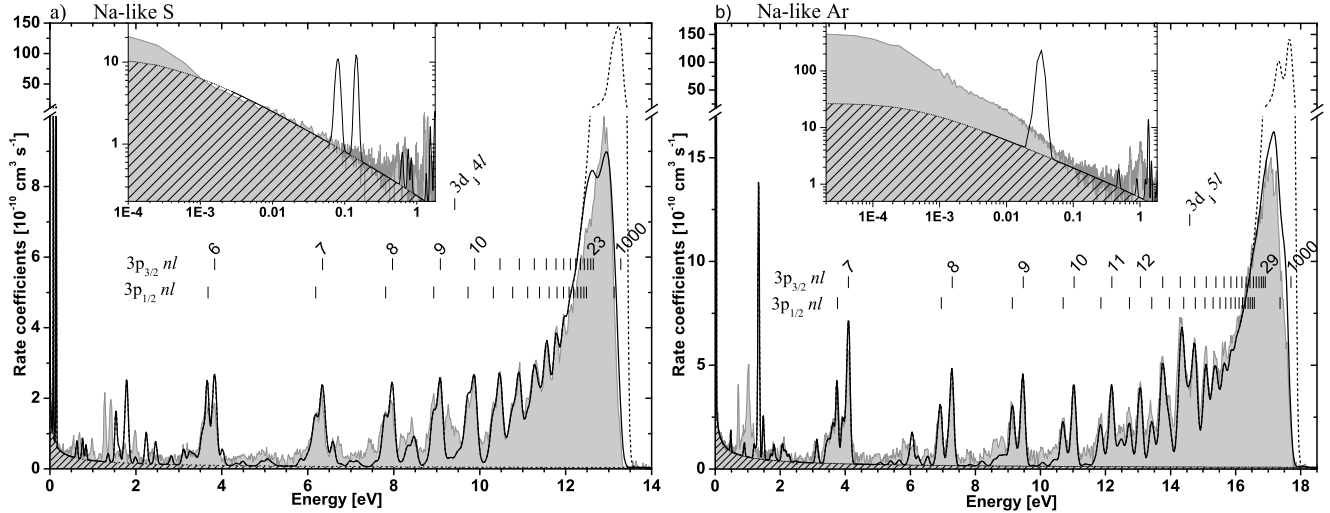 a) Na-like S
150
100
50
8
6
4
2
0
Rate coefficients [10⁻¹⁰ cm³ s⁻¹]
10
1
1E-4 1E-3 0.01 0.1 1
3d_j 4l
3p_3/2 nl 6 7 8 9 10 23 1000
3p_1/2 nl
0 2 4 6 8 10 12 14
Energy [eV]
b) Na-like Ar
150
100
50
15
10
5
0
Rate coefficients [10⁻¹⁰ cm³ s⁻¹]
100
10
1
1E-4 1E-3 0.01 0.1 1
3d_j 5l
3p_3/2 nl 7 8 9 10 11 12 29 1000
3p_1/2 nl
0 2 4 6 8 10 12 14 16 18
Energy [eV]